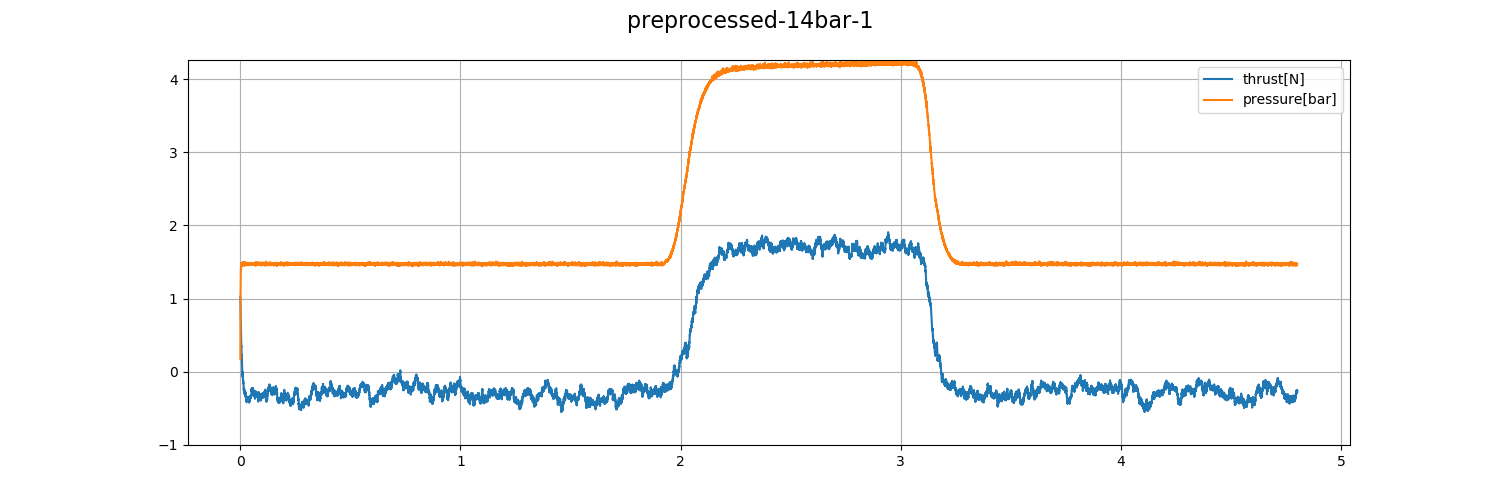 preprocessed-14bar-1
thrust[N]
pressure[bar]
4
3
2
1
0
−1
0 1 2 3 4 5